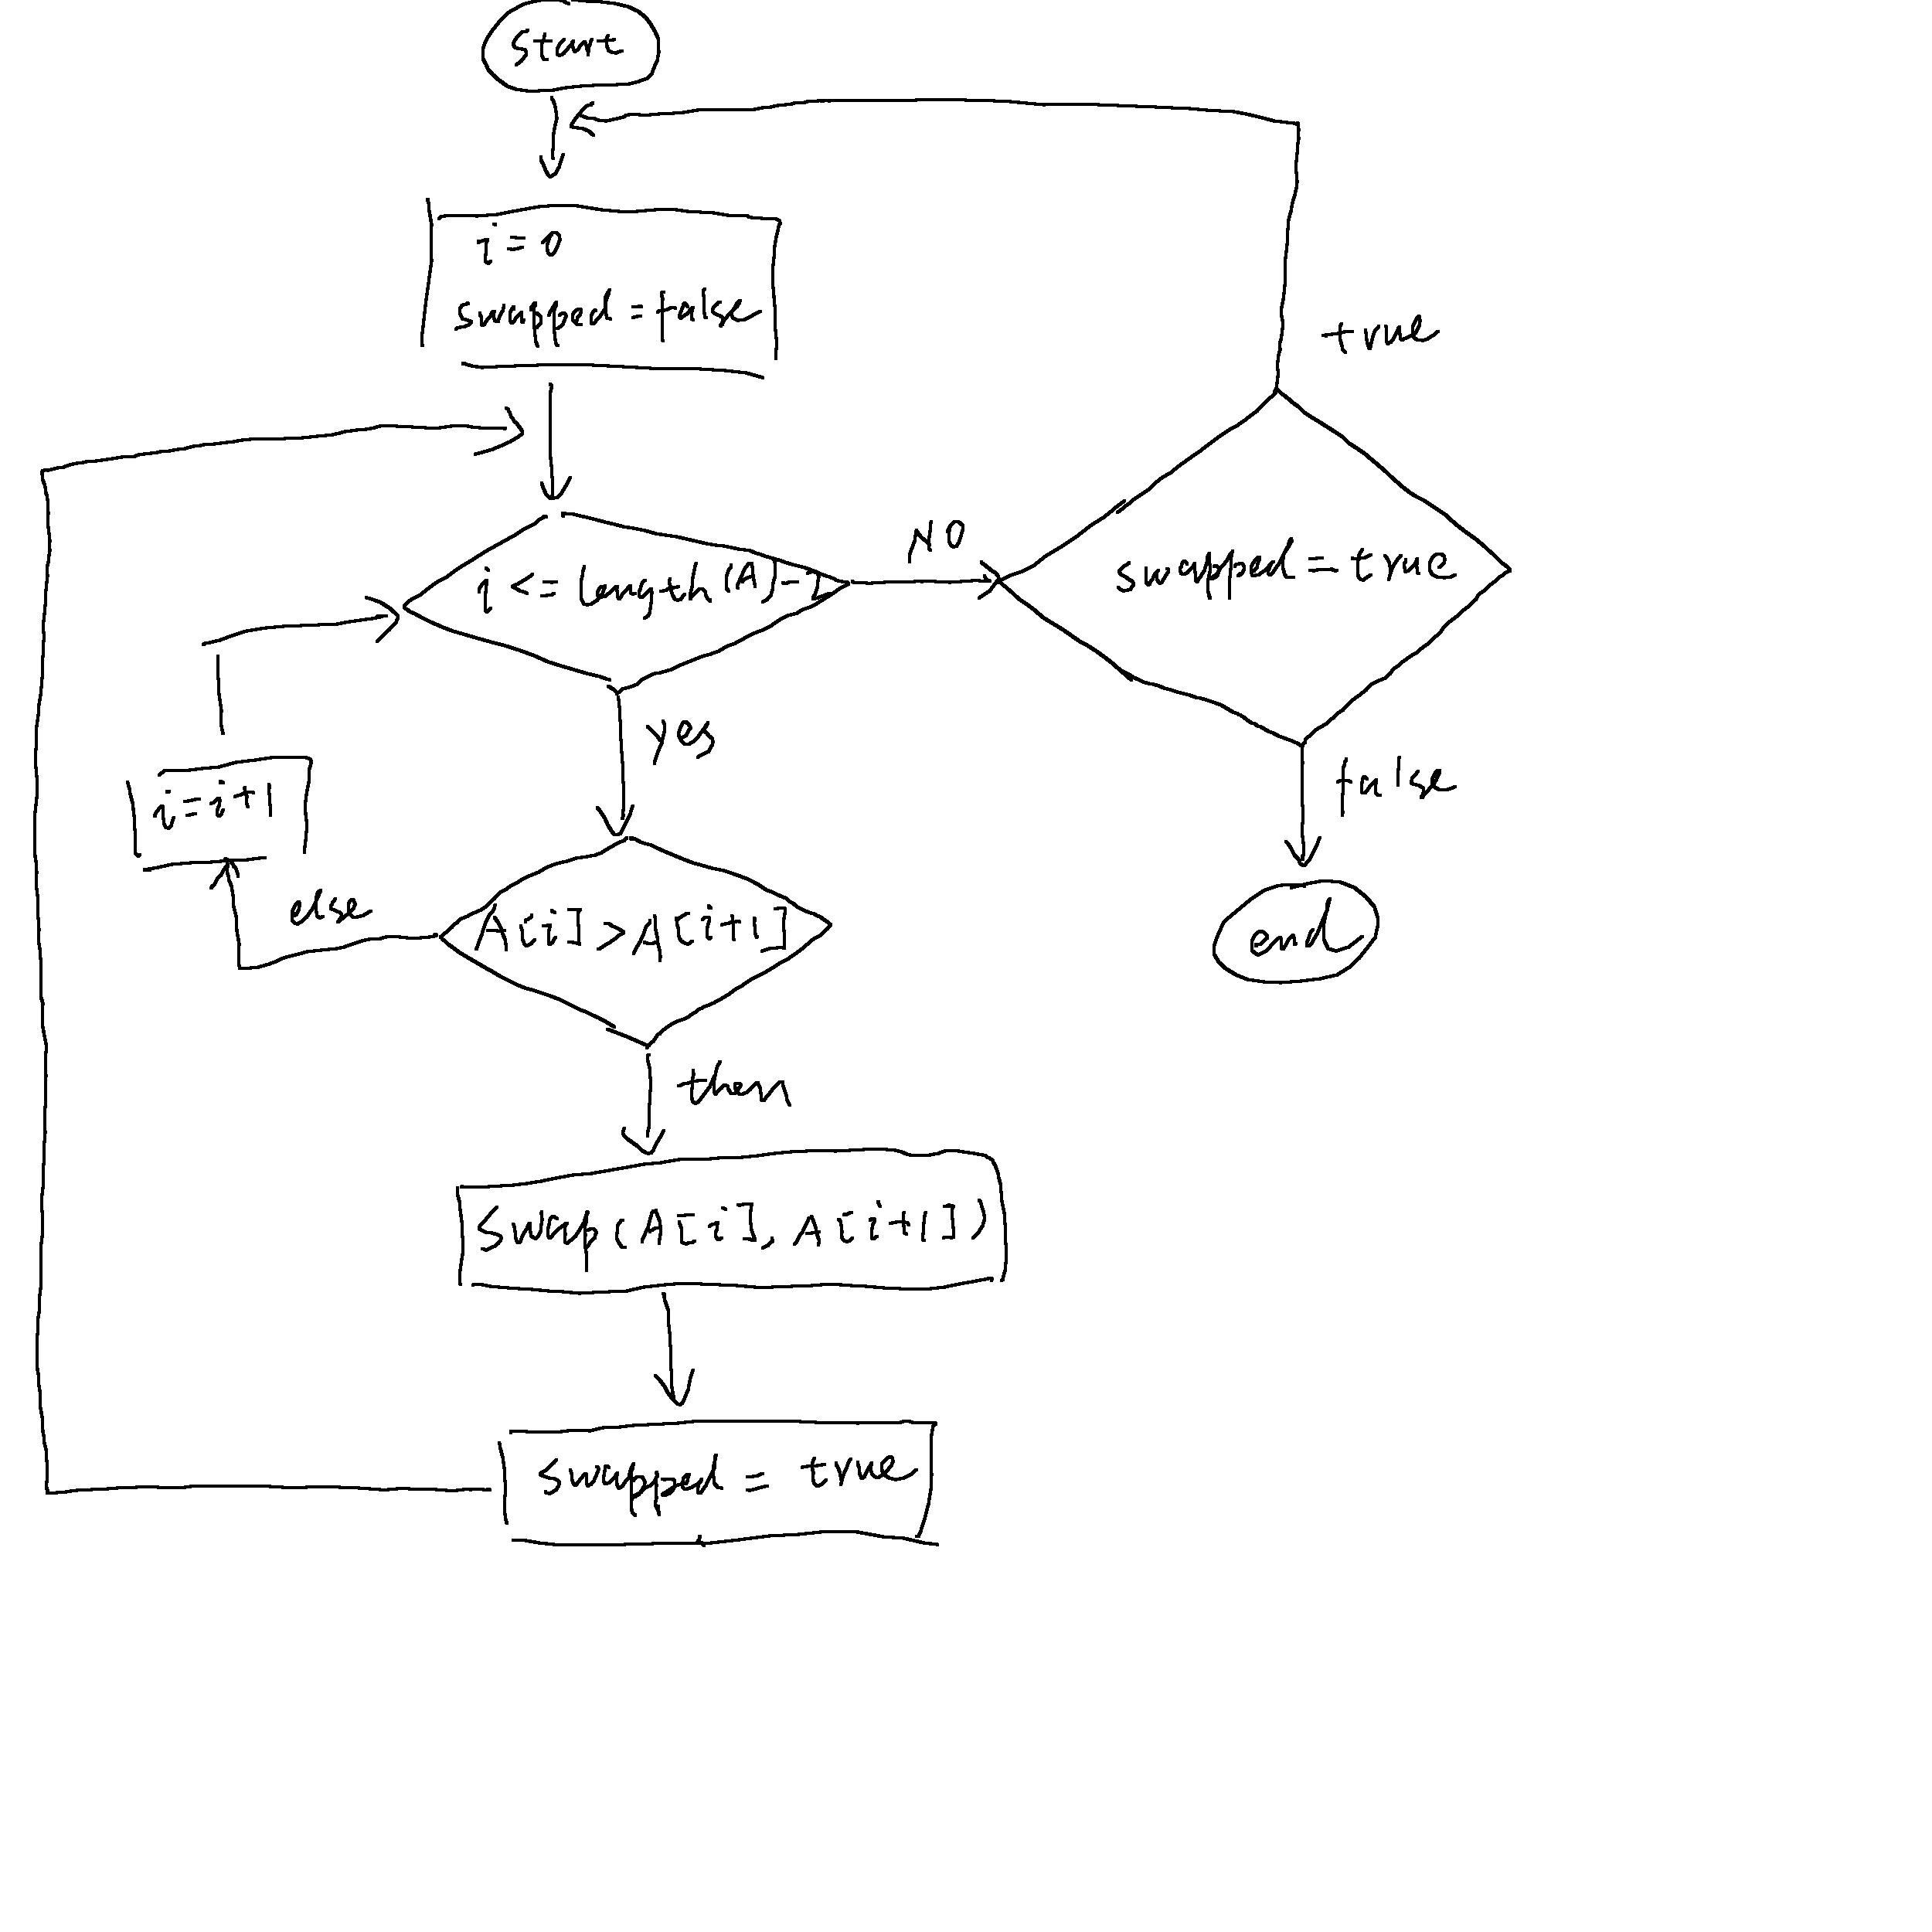 start
i = 0
swapped = false
i <= length(A)-2
NO
swapped = true
true
false
end
yes
i=i+1
else
A[i]>A[i+1]
then
swap(A[i], A[i+1])
swapped = true